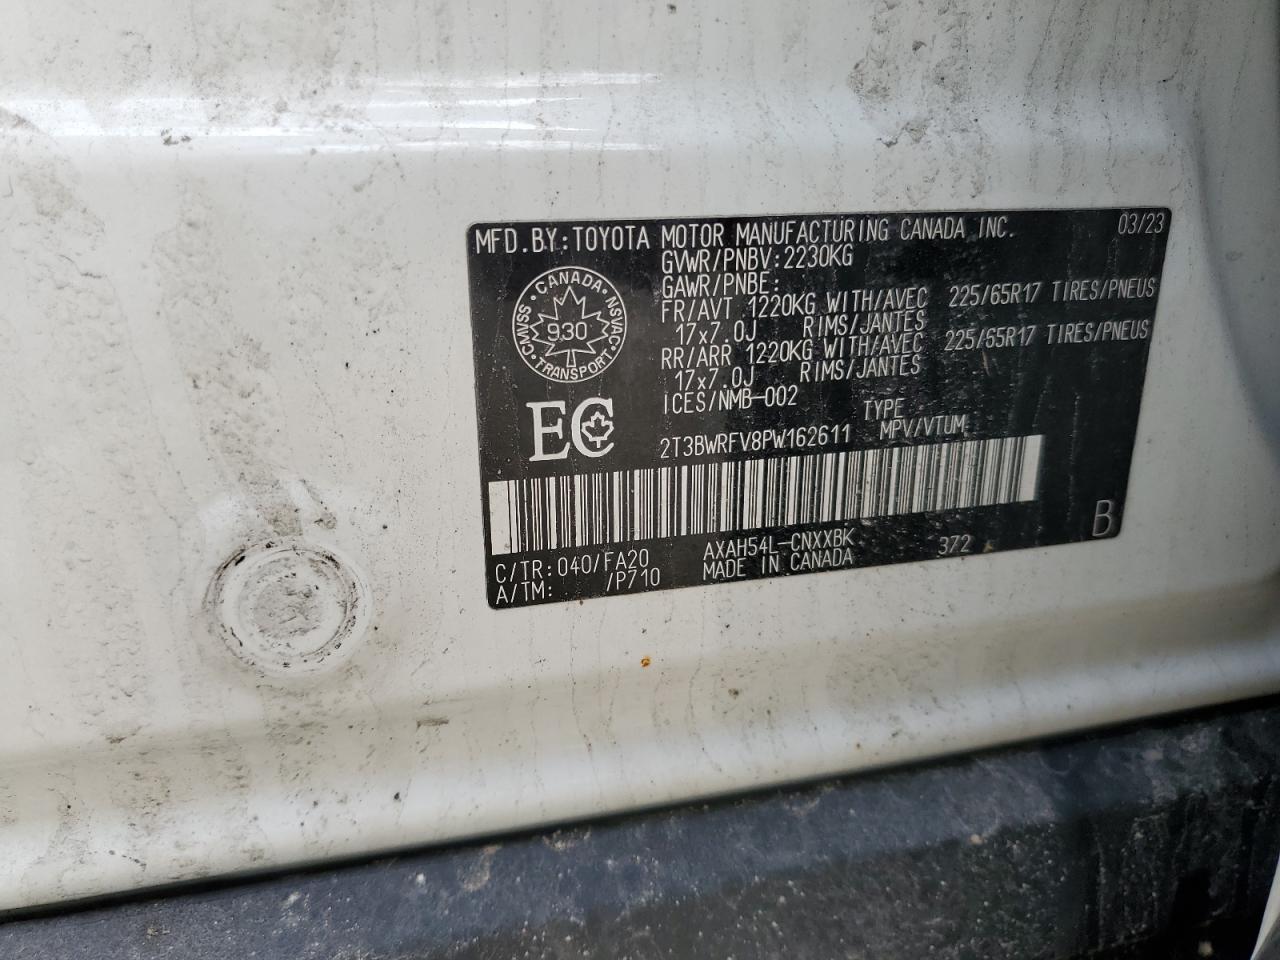 MFD.BY:TOYOTA MOTOR MANUFACTURING CANADA INC. 03/23
GVWR/PNBV:2230KG
GAWR/PNBE:
FR/AVT 1220KG WITH/AVEC 225/65R17 TIRES/PNEUS
17x7.0J RIMS/JANTES
RR/ARR 1220KG WITH/AVEC 225/65R17 TIRES/PNEUS
17x7.0J RIMS/JANTES
ICES/NMB-002
CANADA
CMVSS NSVAC
930
TRANSPORT
EC
TYPE
2T3BWRFV8PW162611 MPV/VTUM
C/TR:040/FA20 AXAH54L-CNXXBK 372 B
A/TM: /P710 MADE IN CANADA